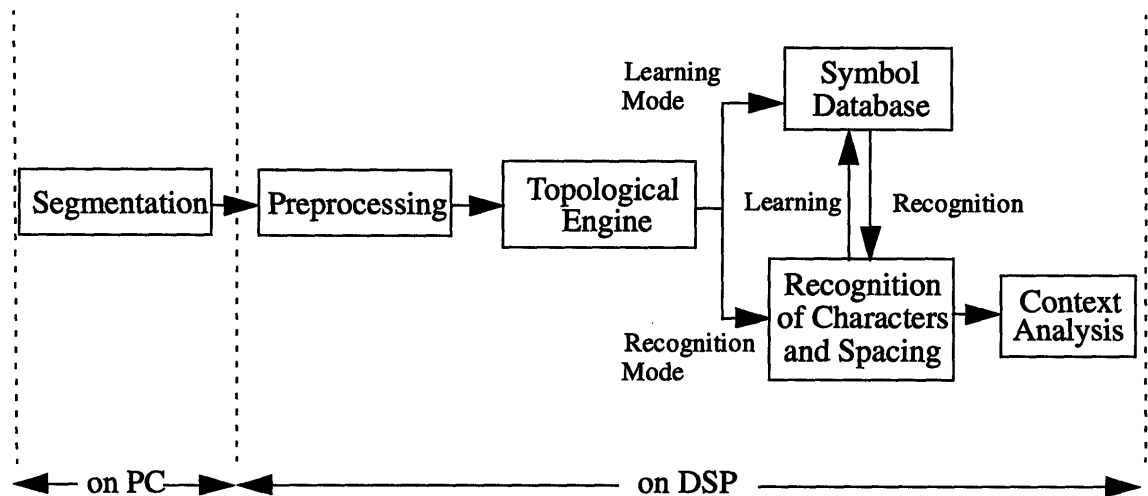 Learning
Mode
Symbol
Database
Segmentation
Preprocessing
Topological
Engine
Learning
Recognition
Recognition
Mode
Recognition
of Characters
and Spacing
Context
Analysis
on PC
on DSP